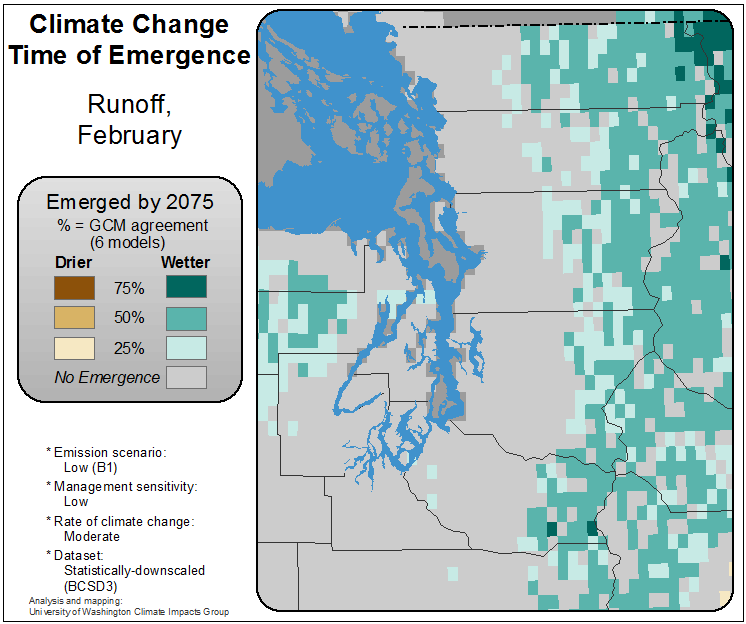 Climate Change
Time of Emergence
Runoff,
February
Emerged by 2075
% = GCM agreement
(6 models)
Drier Wetter
75%
50%
25%
No Emergence
* Emission scenario:
Low (B1)
* Management sensitivity:
Low
* Rate of climate change:
Moderate
* Dataset:
Statistically-downscaled
(BCSD3)
Analysis and mapping:
University of Washington Climate Impacts Group